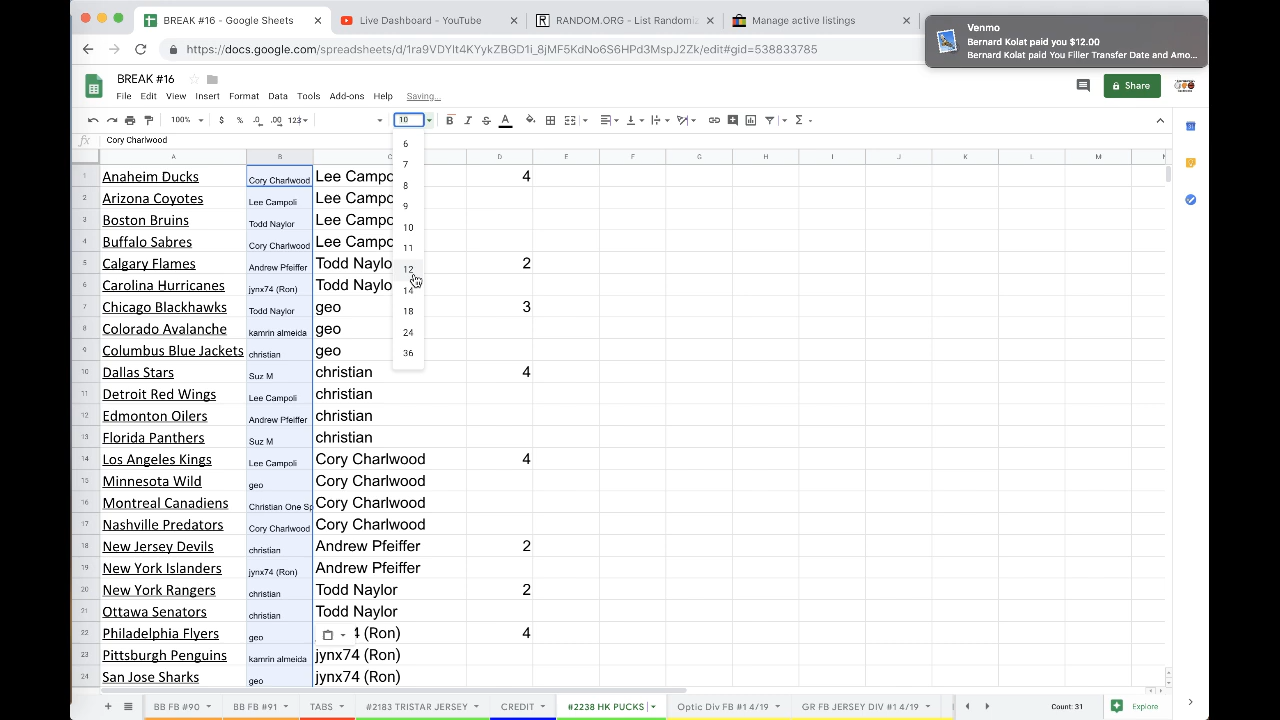 BREAK #16 - Google Sheets × Live Dashboard - YouTube × RANDOM.ORG - List Randomi × Manage active listings ×
Venmo
Bernard Kolat paid you $12.00
Bernard Kolat paid You Filler Transfer Date and Amo...
https://docs.google.com/spreadsheets/d/1ra9VDYlt4KYykZBGD1i_8jMF5KdNo6S6HPd3MspJ2Zk/edit#gid=538833785
BREAK #16
File Edit View Insert Format Data Tools Add-ons Help Saving...
Share
100% $ % .0 .00 123 10 B I S A Σ
fx Cory Charlwood
A B C D E F G H I J K L M N
1 Anaheim Ducks Cory Charlwood Lee Campo 4
2 Arizona Coyotes Lee Campoli Lee Campo
3 Boston Bruins Todd Naylor Lee Campo
4 Buffalo Sabres Cory Charlwood Lee Campo
5 Calgary Flames Andrew Pfeiffer Todd Naylo 2
6 Carolina Hurricanes jynx74 (Ron) Todd Naylo
7 Chicago Blackhawks Todd Naylor geo 3
8 Colorado Avalanche kamrin almeida geo
9 Columbus Blue Jackets christian geo
10 Dallas Stars Suz M christian 4
11 Detroit Red Wings Lee Campoli christian
12 Edmonton Oilers Andrew Pfeiffer christian
13 Florida Panthers Suz M christian
14 Los Angeles Kings Lee Campoli Cory Charlwood 4
15 Minnesota Wild geo Cory Charlwood
16 Montreal Canadiens Christian One Sp Cory Charlwood
17 Nashville Predators Cory Charlwood Cory Charlwood
18 New Jersey Devils christian Andrew Pfeiffer 2
19 New York Islanders jynx74 (Ron) Andrew Pfeiffer
20 New York Rangers christian Todd Naylor 2
21 Ottawa Senators christian Todd Naylor
22 Philadelphia Flyers geo 4 (Ron) 4
23 Pittsburgh Penguins kamrin almeida jynx74 (Ron)
24 San Jose Sharks geo jynx74 (Ron)
6
7
8
9
10
11
12
14
18
24
36
BB FB #90 BB FB #91 TABS #2183 TRISTAR JERSEY CREDIT #2238 HK PUCKS Optic Div FB #1 4/19 GR FB JERSEY DIV #1 4/19 Count: 31 Explore